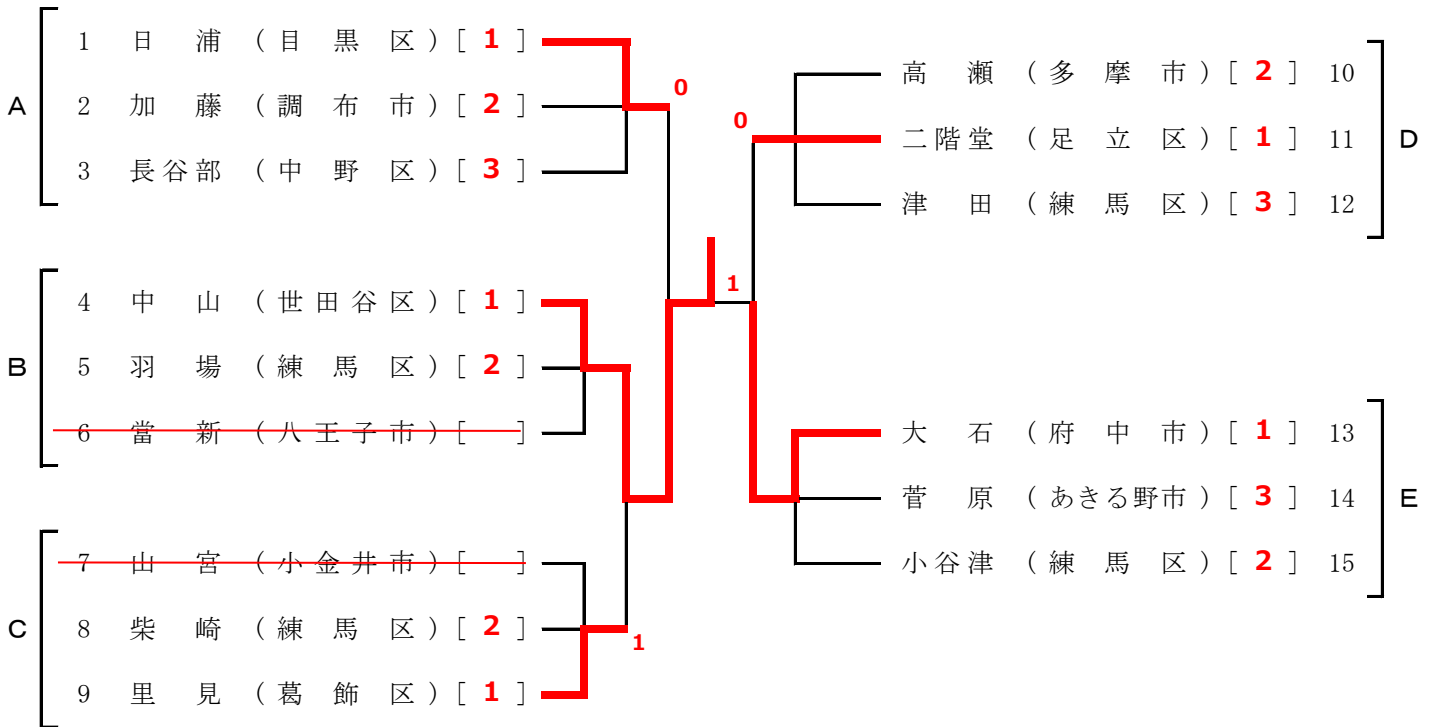 A
1 日浦（目黒区）[ 1 ]
2 加藤（調布市）[ 2 ]
3 長谷部（中野区）[ 3 ]
0
B
4 中山（世田谷区）[ 1 ]
5 羽場（練馬区）[ 2 ]
6 當新（八王子市）[ ]
C
7 山宮（小金井市）[ ]
8 柴崎（練馬区）[ 2 ]
9 里見（葛飾区）[ 1 ]
1
1
0
高瀬（多摩市）[ 2 ] 10
二階堂（足立区）[ 1 ] 11
津田（練馬区）[ 3 ] 12
D
大石（府中市）[ 1 ] 13
菅原（あきる野市）[ 3 ] 14
小谷津（練馬区）[ 2 ] 15
E